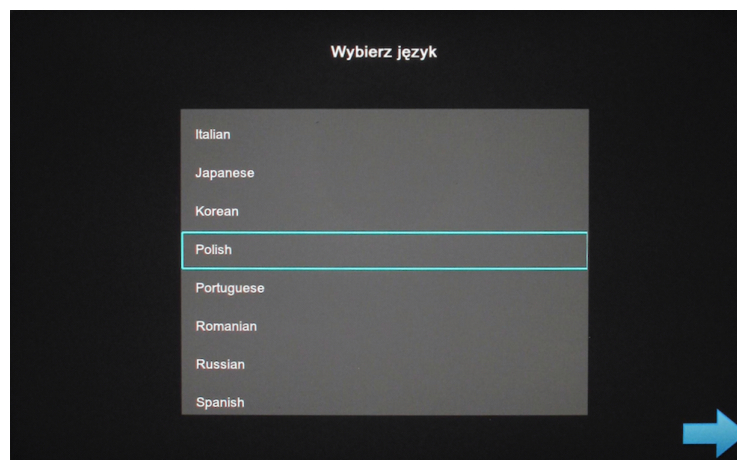 Wybierz język
Italian
Japanese
Korean
Polish
Portuguese
Romanian
Russian
Spanish